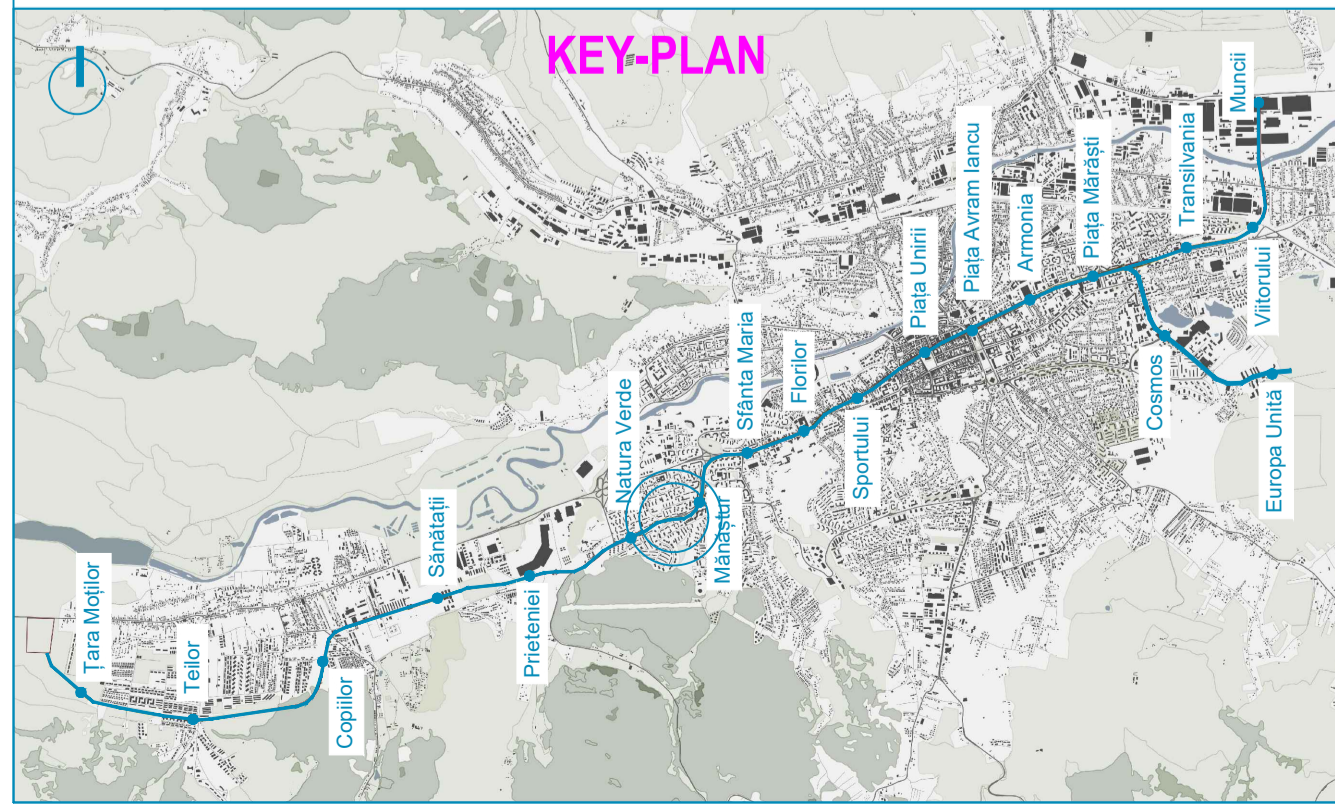 KEY-PLAN
Țara Moților
Teilor
Copiilor
Sănătații
Prieteniei
Natura Verde
Mănăștur
Sfânta Maria
Florilor
Sportului
Piața Unirii
Piața Avram Iancu
Armonia
Piața Mărăști
Transilvania
Viitorului
Muncii
Cosmos
Europa Unită